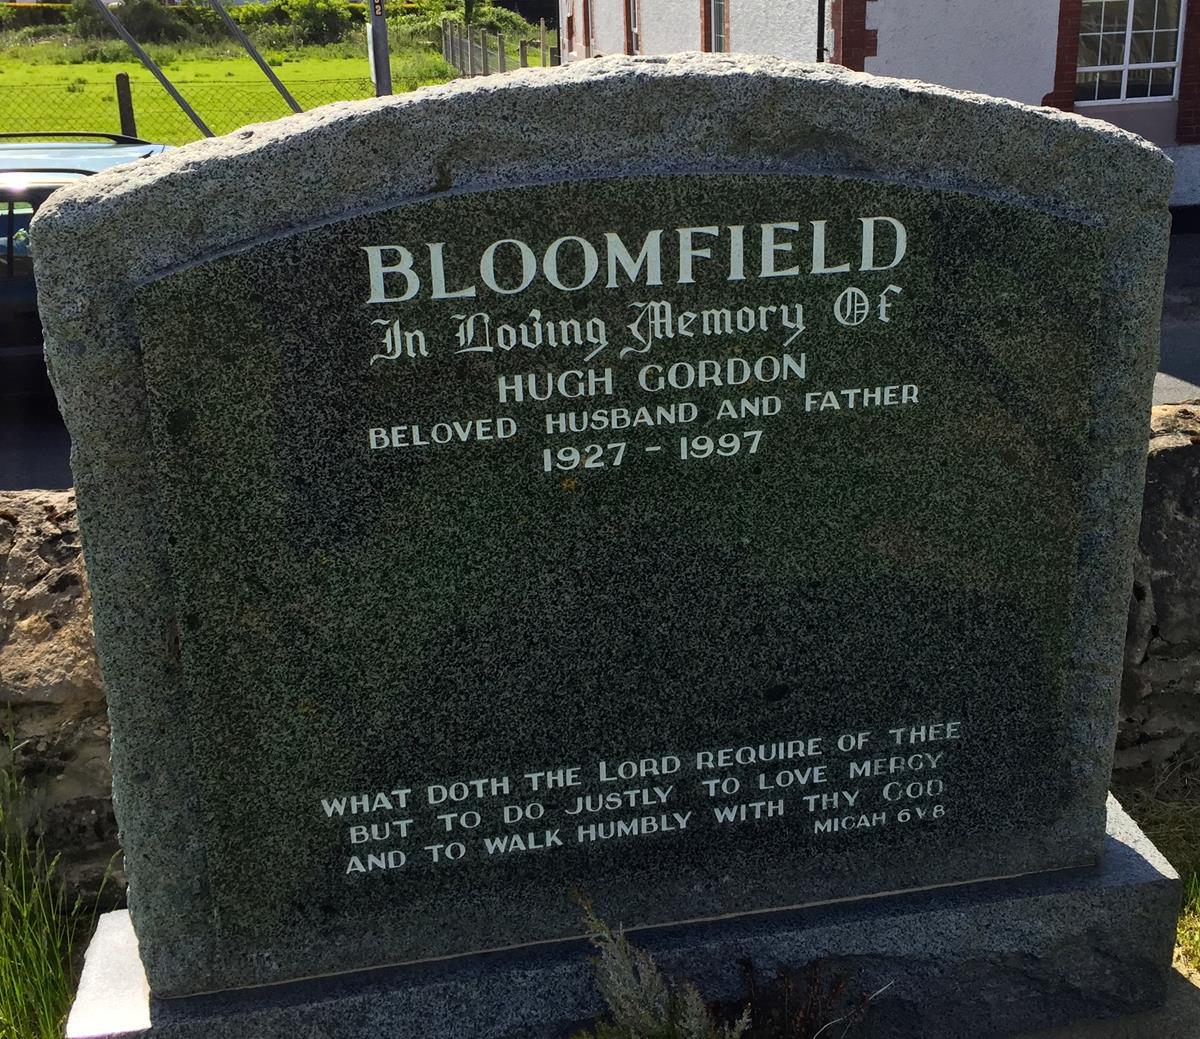 BLOOMFIELD
In Loving Memory Of
HUGH GORDON
BELOVED HUSBAND AND FATHER
1927 - 1997
WHAT DOTH THE LORD REQUIRE OF THEE
BUT TO DO JUSTLY TO LOVE MERCY
AND TO WALK HUMBLY WITH THY GOD
MICAH 6 V 8